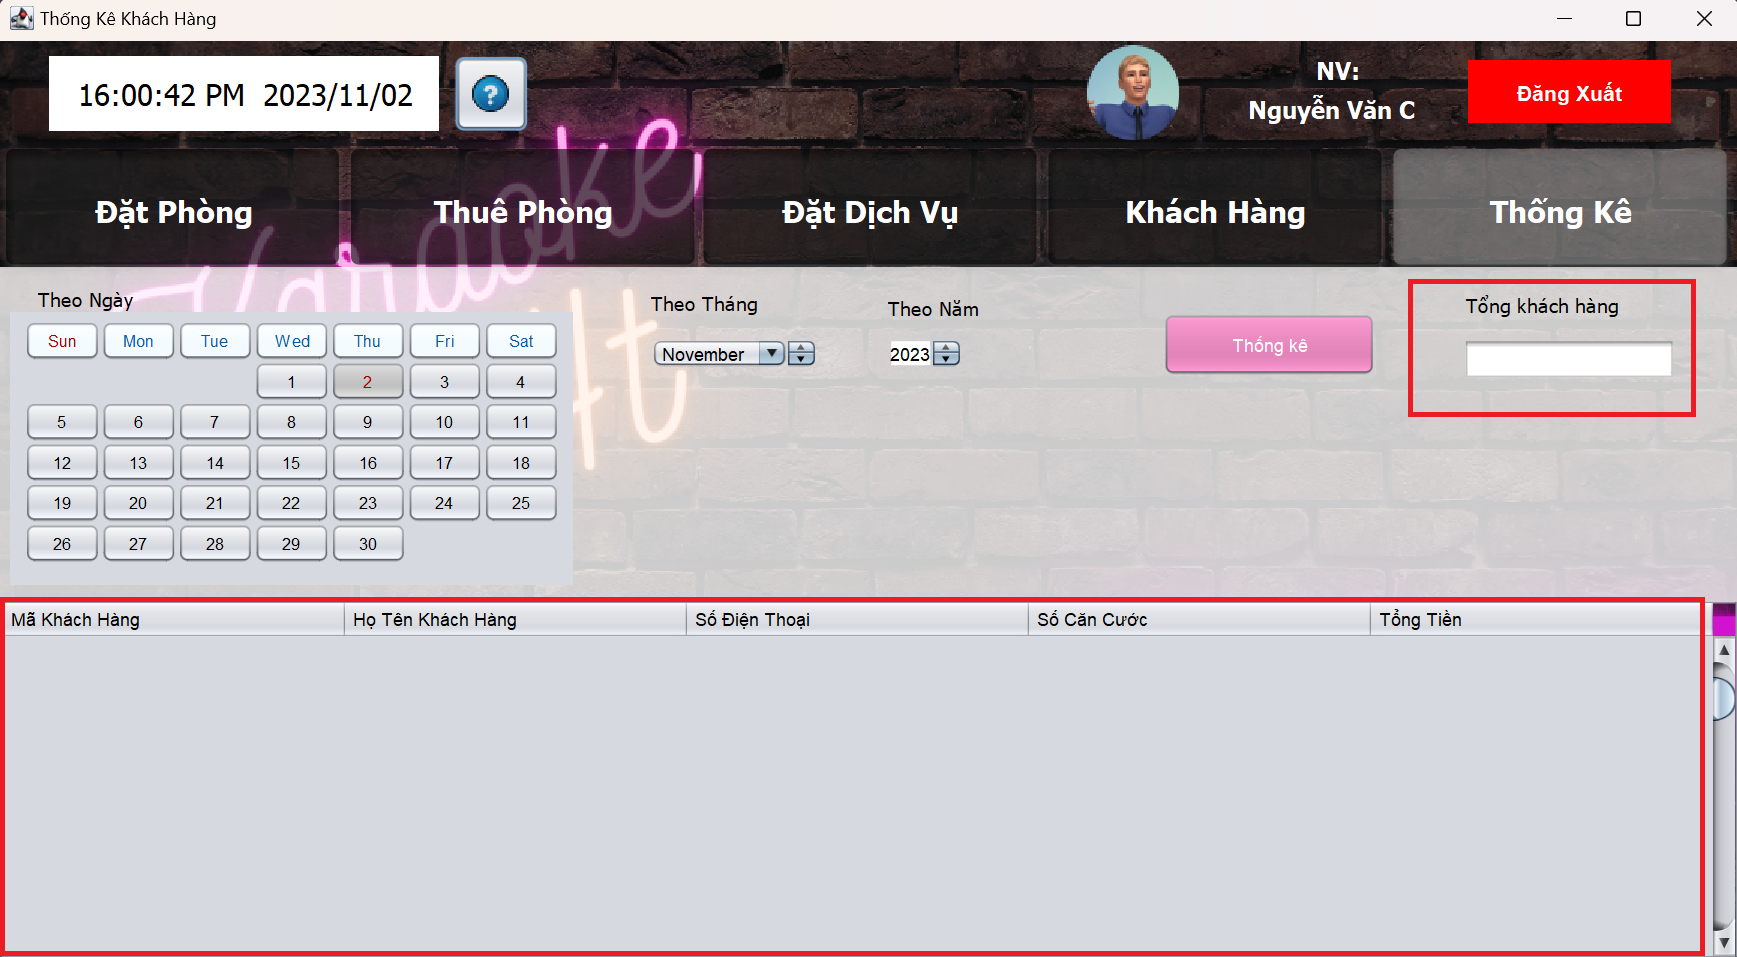 Thống Kê Khách Hàng
16:00:42 PM 2023/11/02
?
NV:
Nguyễn Văn C
Đăng Xuất
Karaoke
Đặt Phòng
Thuê Phòng
Đặt Dịch Vụ
Khách Hàng
Thống Kê
Theo Ngày
Theo Tháng
Theo Năm
Tổng khách hàng
Sun Mon Tue Wed Thu Fri Sat
November
2023
Thống kê
1 2 3 4
5 6 7 8 9 10 11
12 13 14 15 16 17 18
19 20 21 22 23 24 25
26 27 28 29 30
Mã Khách Hàng
Họ Tên Khách Hàng
Số Điện Thoại
Số Căn Cước
Tổng Tiền